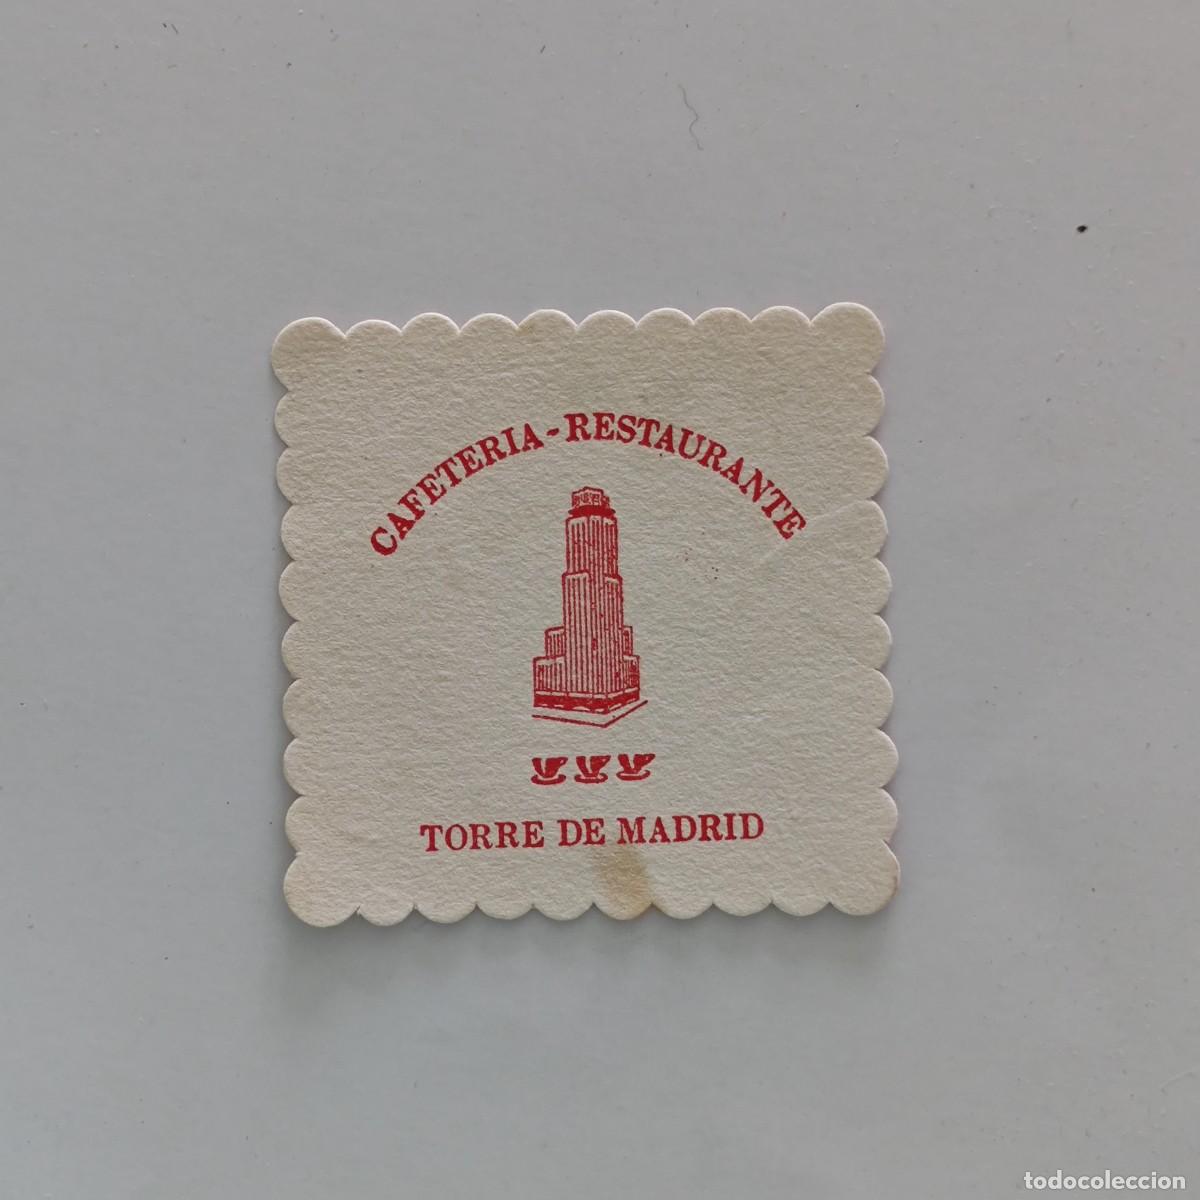 CAFETERIA - RESTAURANTE
TORRE DE MADRID
todocoleccion